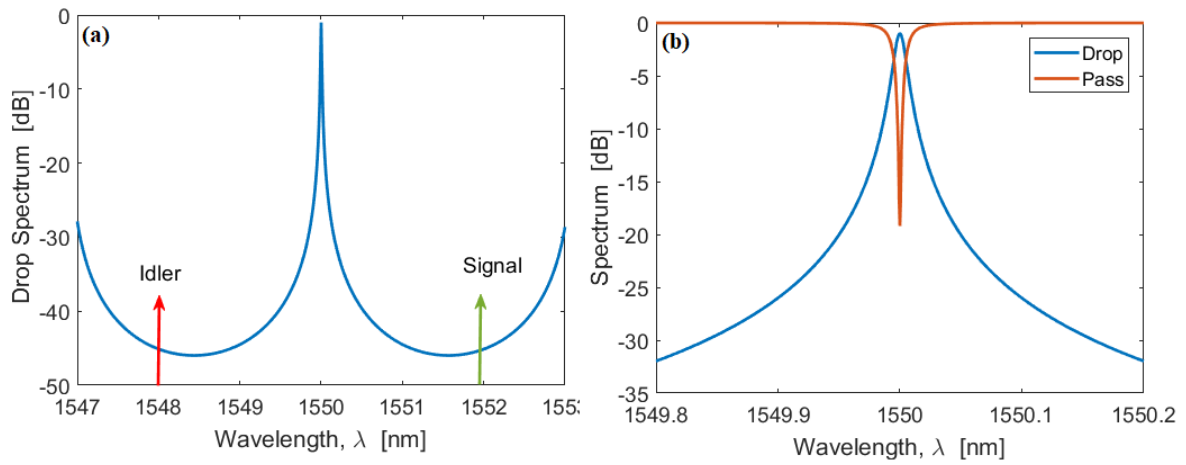 (a)
0
-10
-20
-30
-40
-50
Drop Spectrum [dB]
Idler
Signal
1547 1548 1549 1550 1551 1552 1553
Wavelength, λ [nm]
(b)
Drop
Pass
0
-5
-10
-15
-20
-25
-30
-35
Spectrum [dB]
1549.8 1549.9 1550 1550.1 1550.2
Wavelength, λ [nm]